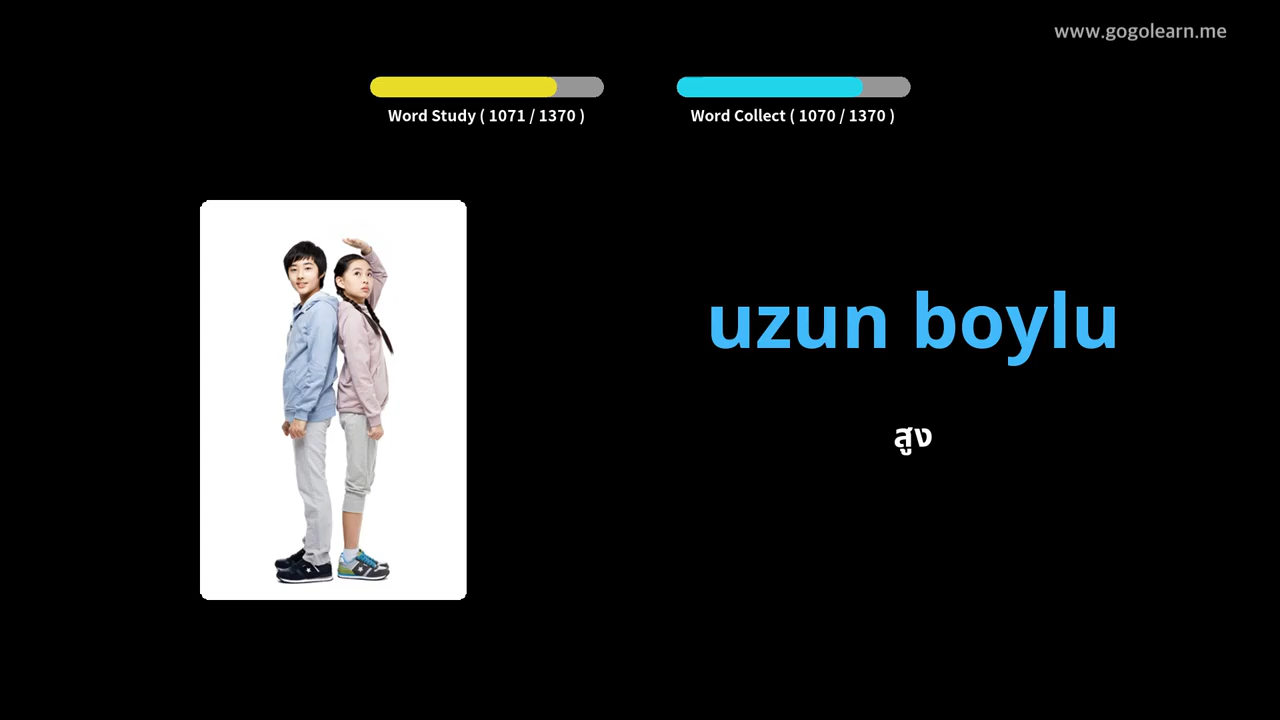 www.gogolearn.me
Word Study ( 1071 / 1370 )
Word Collect ( 1070 / 1370 )
uzun boylu
สูง